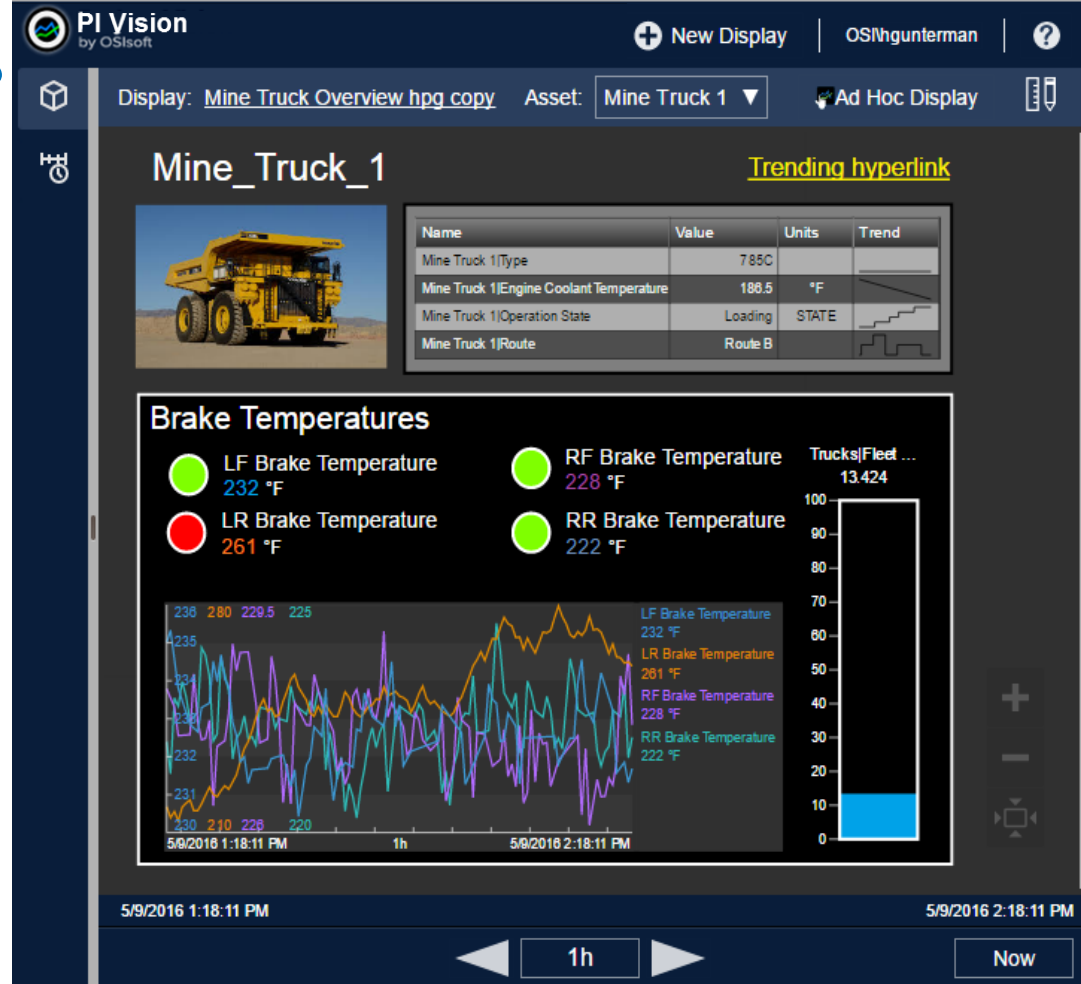 PI Vision
by OSIsoft
New Display
OSI\hgunterman
?
Display: Mine Truck Overview hpg copy Asset: Mine Truck 1 ▼ Ad Hoc Display
Mine_Truck_1
Trending hyperlink
Name Value Units Trend
Mine Truck 1|Type 785C
Mine Truck 1|Engine Coolant Temperature 186.5 °F
Mine Truck 1|Operation State Loading STATE
Mine Truck 1|Route Route B
Brake Temperatures
LF Brake Temperature
232 °F
RF Brake Temperature
228 °F
LR Brake Temperature
261 °F
RR Brake Temperature
222 °F
Trucks|Fleet ...
13.424
100
90
80
70
60
50
40
30
20
10
0
236 280 229.5 225
235
234
233
232
231
230 210 226 220
LF Brake Temperature
232 °F
LR Brake Temperature
261 °F
RF Brake Temperature
228 °F
RR Brake Temperature
222 °F
5/9/2016 1:18:11 PM 1h 5/9/2016 2:18:11 PM
5/9/2016 1:18:11 PM 5/9/2016 2:18:11 PM
1h
Now